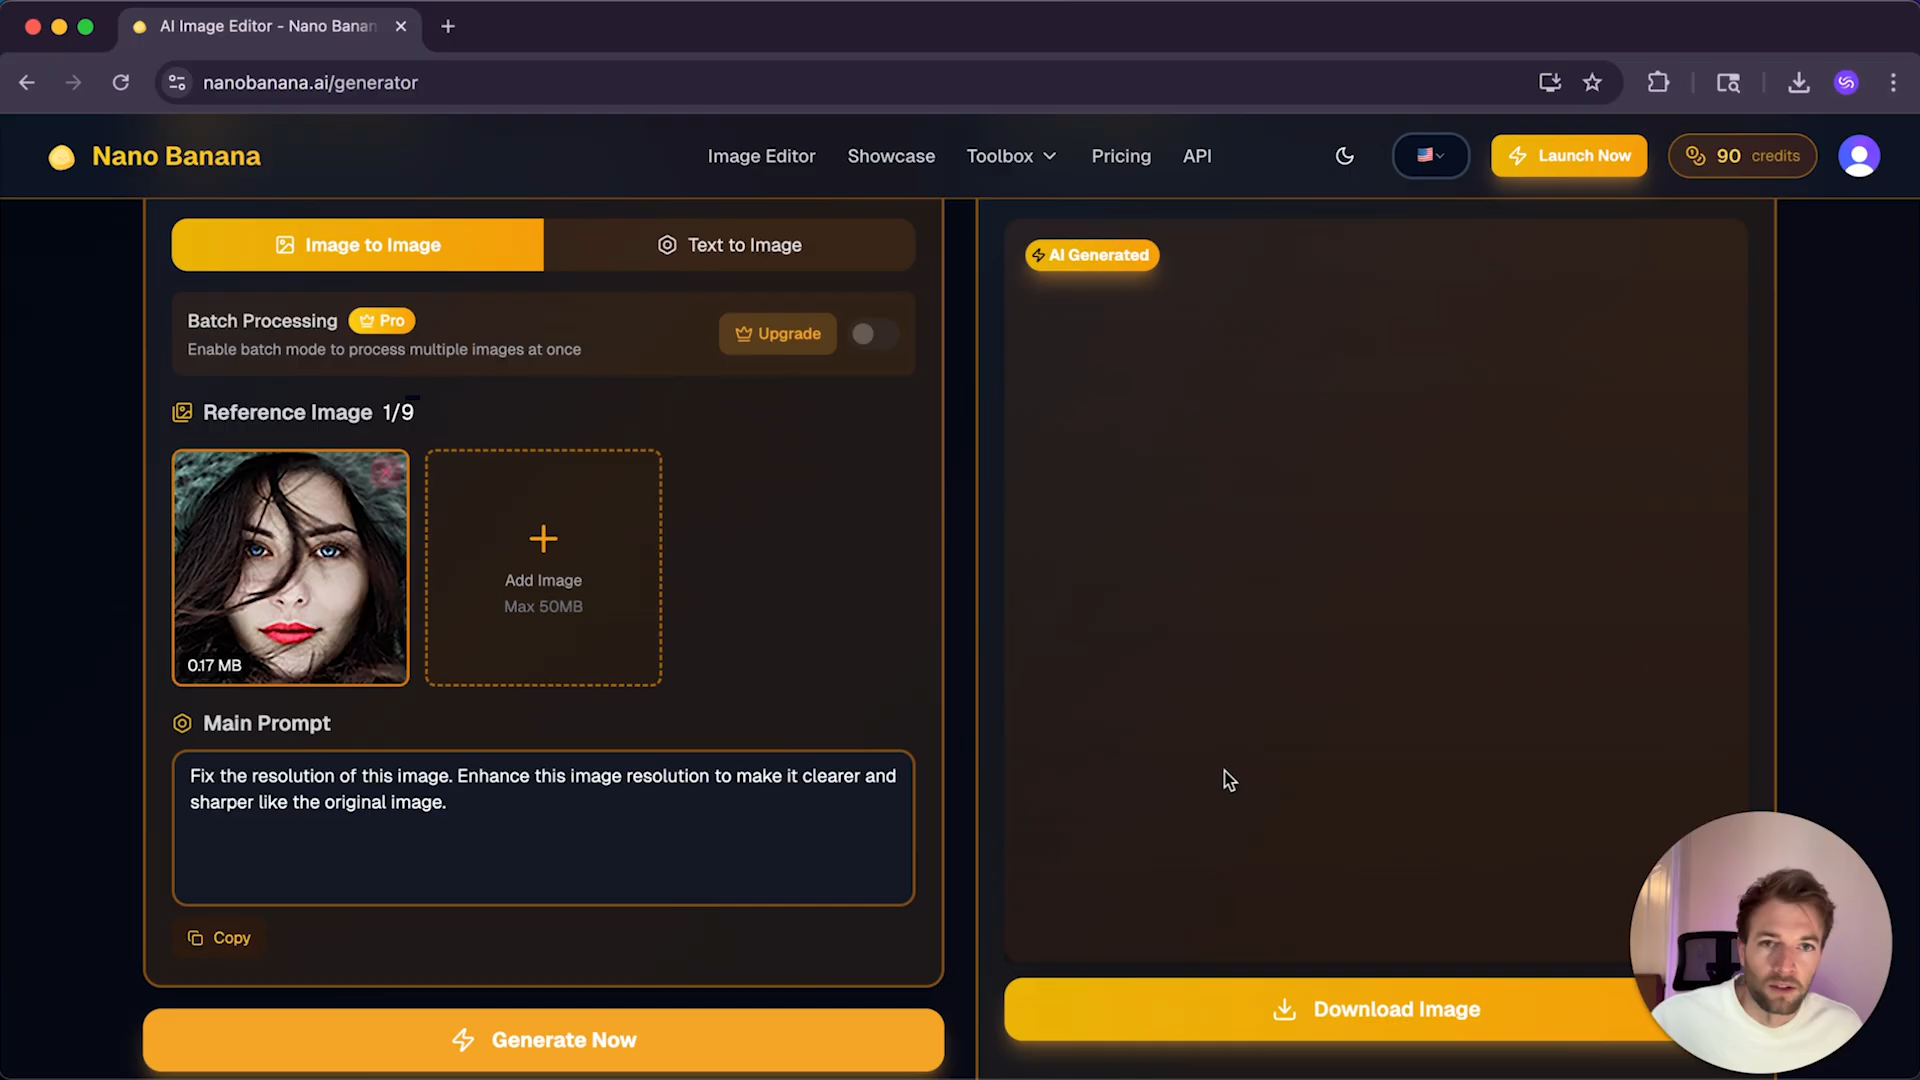 AI Image Editor - Nano Banan
nanobanana.ai/generator
Nano Banana
Image Editor
Showcase
Toolbox
Pricing
API
Launch Now
90 credits
Image to Image
Text to Image
Batch Processing
Pro
Enable batch mode to process multiple images at once
Upgrade
Reference Image 1/9
0.17 MB
Add Image
Max 50MB
Main Prompt
Fix the resolution of this image. Enhance this image resolution to make it clearer and
sharper like the original image.
Copy
Generate Now
AI Generated
Download Image